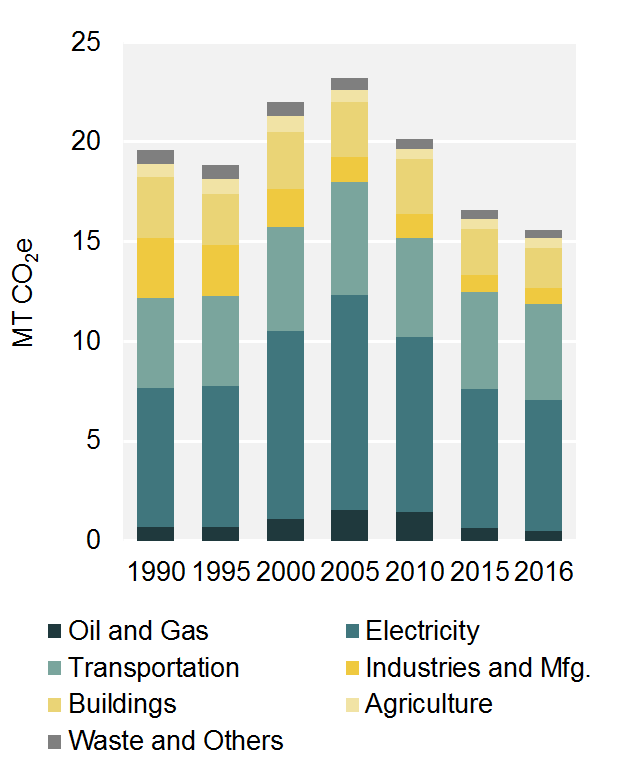 25
20
15
10
5
0
MT CO₂e
1990 1995 2000 2005 2010 2015 2016
Oil and Gas
Electricity
Transportation
Industries and Mfg.
Buildings
Agriculture
Waste and Others